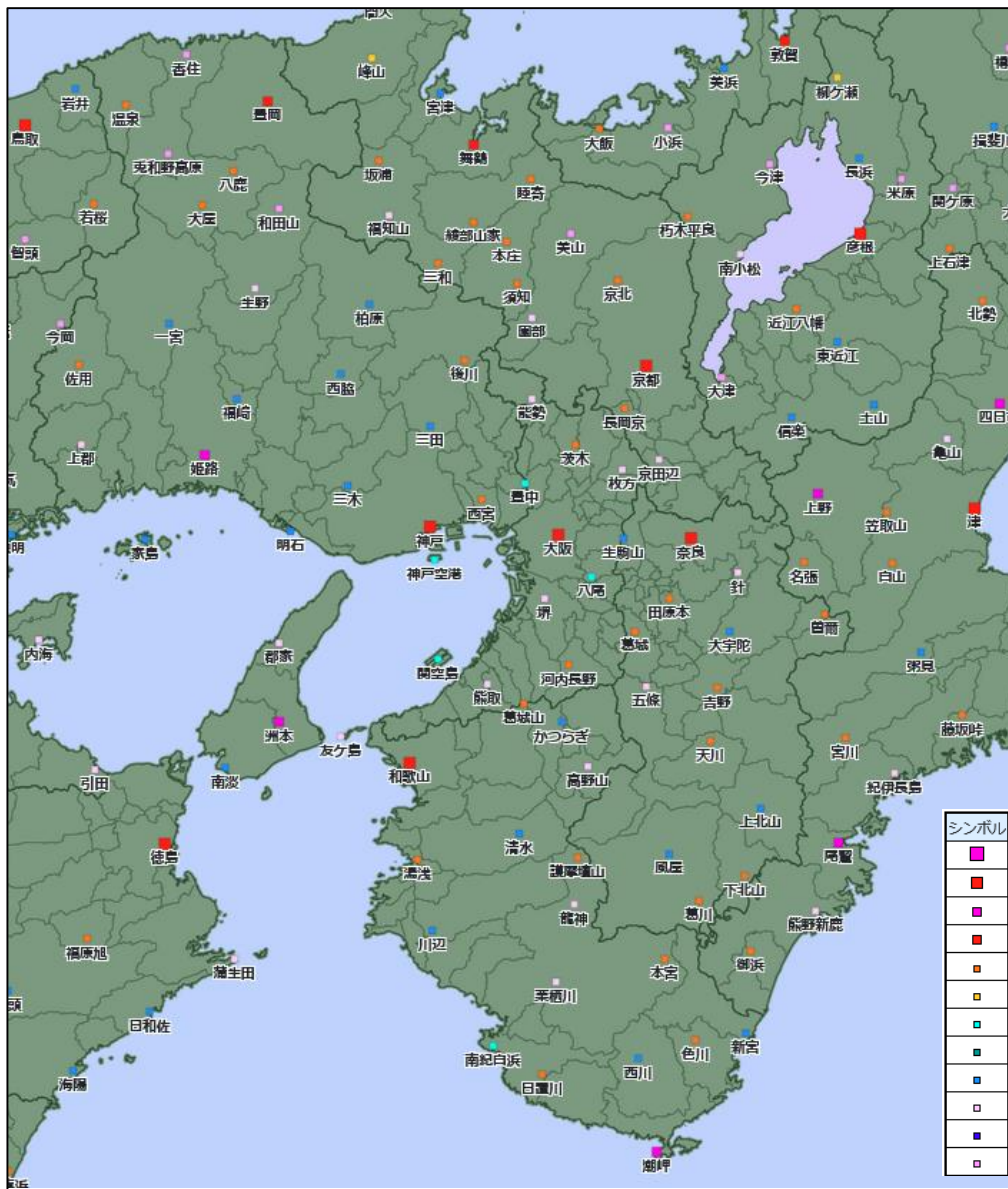 敦賀
香住
峰山
美浜
柳ケ瀬
岩井
温泉
豊岡
宮津
鳥取
舞鶴
大飯
小浜
兎和野高原
八鹿
坂浦
睦寄
今津
長浜
米原
関ケ原
若桜
大屋
和田山
福知山
綾部山家
本庄
美山
朽木平良
彦根
智頭
三和
南小松
上石津
生野
須知
京北
今岡
一宮
柏原
園部
近江八幡
東近江
北勢
佐用
西脇
後川
京都
大津
福崎
能勢
長岡京
信楽
土山
上郡
姫路
三田
茨木
枚方
京田辺
亀山
三木
豊中
上野
笠取山
津
西宮
家島
明石
神戸
大阪
生駒山
奈良
神戸空港
八尾
針
名張
白山
堺
田原本
内海
郡家
葛城
大宇陀
曽爾
粥見
関空島
熊取
河内長野
五條
吉野
洲本
葛城山
かつらぎ
藤坂峠
友ケ島
天川
宮川
引田
南淡
和歌山
高野山
紀伊長島
上北山
シンボル
徳島
清水
尾鷲
湯浅
護摩壇山
風屋
下北山
龍神
葛川
熊野新鹿
福原旭
川辺
蒲生田
本宮
御浜
栗栖川
日和佐
南紀白浜
西川
色川
新宮
海陽
日置川
潮岬